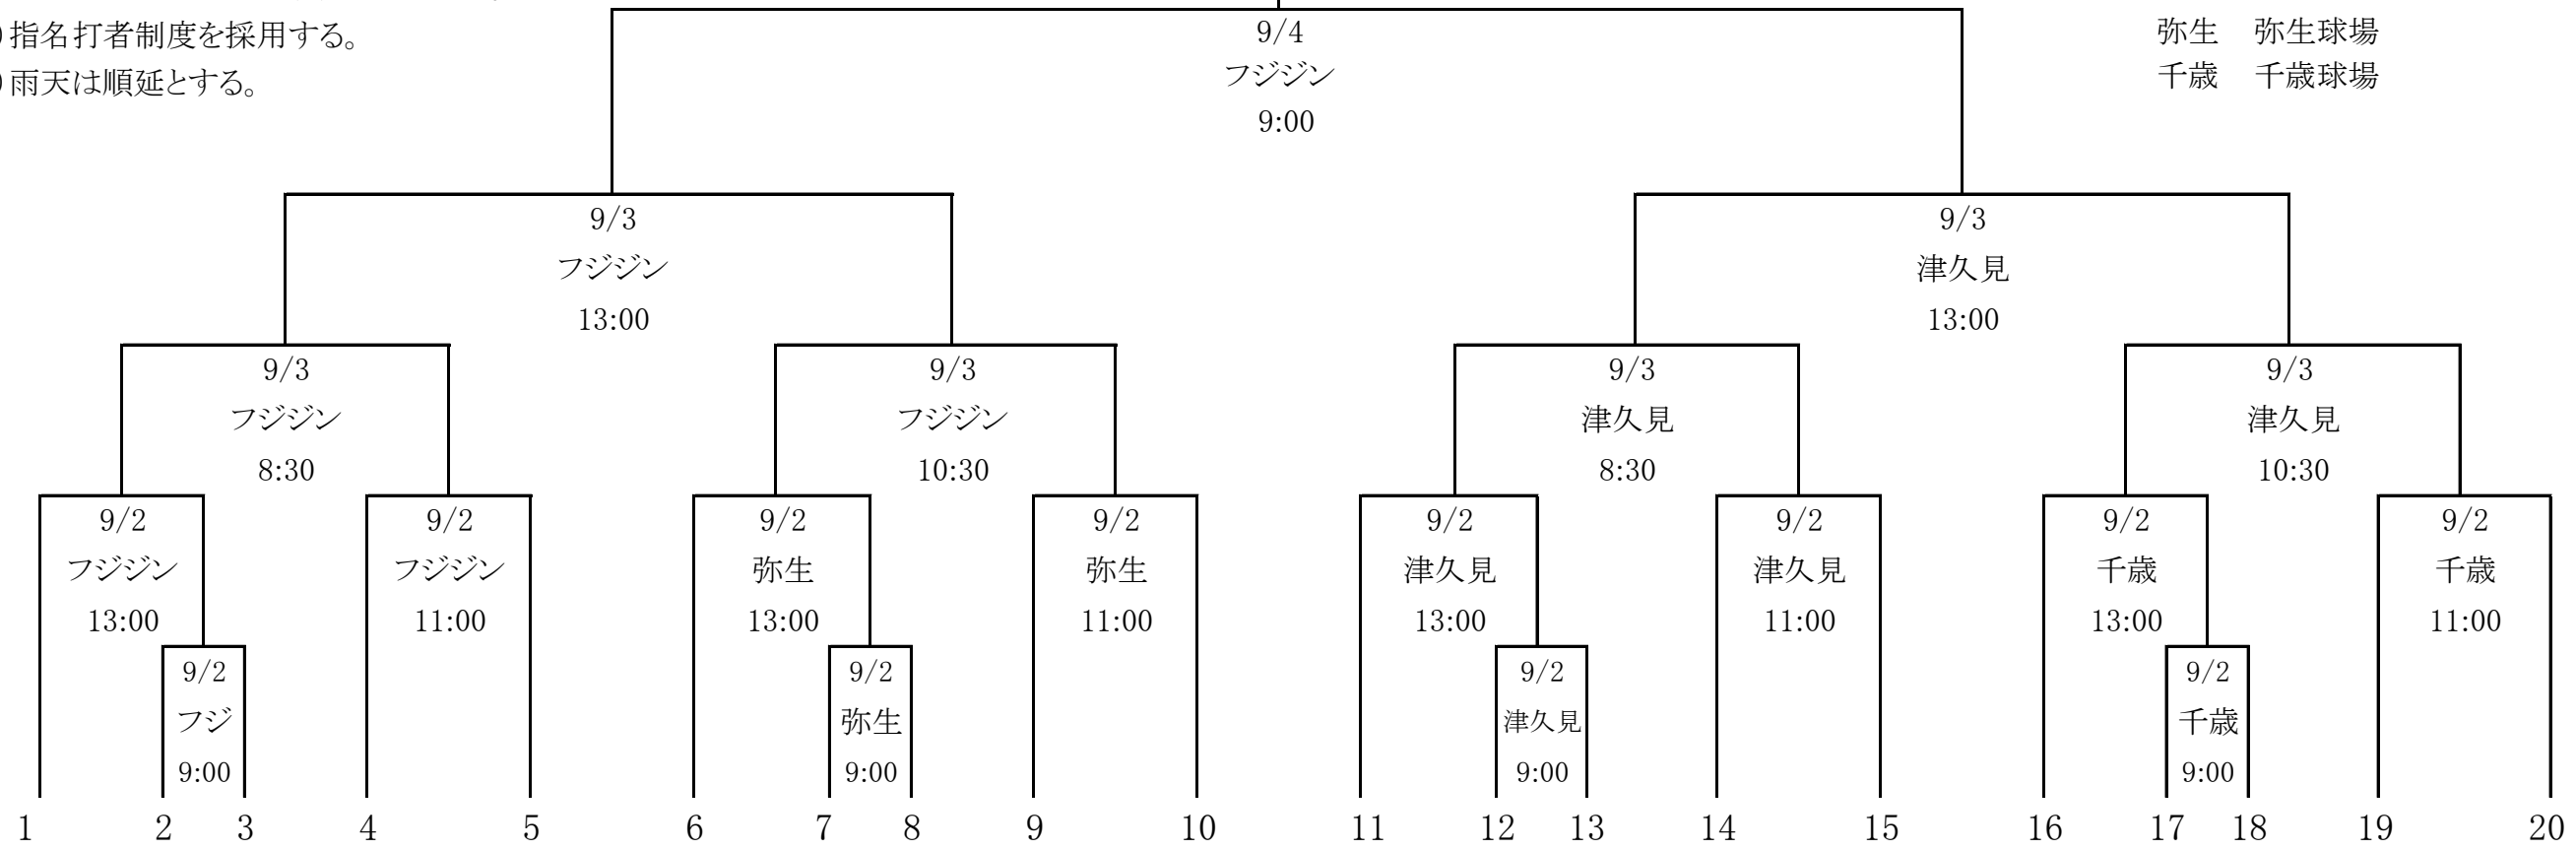 )指名打者制度を採用する。
)雨天は順延とする。
弥生 弥生球場
千歳 千歳球場
9/4
フジジン
9:00
9/3 9/3
フジジン 津久見
13:00 13:00
9/3 9/3 9/3 9/3
フジジン フジジン 津久見 津久見
8:30 10:30 8:30 10:30
9/2 9/2 9/2 9/2 9/2 9/2 9/2 9/2
フジジン フジジン 弥生 弥生 津久見 津久見 千歳 千歳
13:00 11:00 13:00 11:00 13:00 11:00 13:00 11:00
9/2 9/2 9/2 9/2
フジ 弥生 津久見 千歳
9:00 9:00 9:00 9:00
1 2 3 4 5 6 7 8 9 10 11 12 13 14 15 16 17 18 19 20